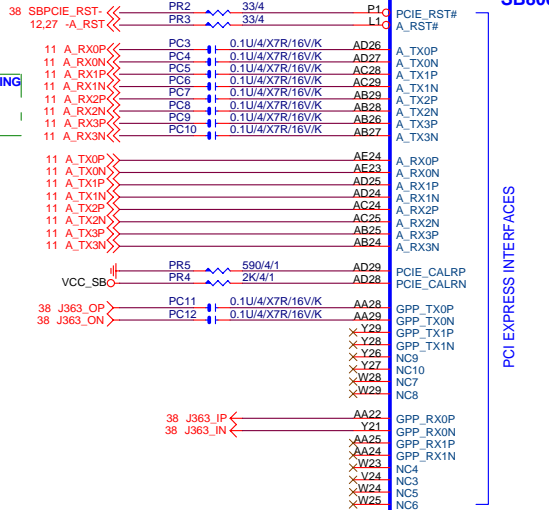 SB80
38 SBPCIE_RST- PR2 33/4 P1 PCIE_RST#
12,27 -A_RST PR3 33/4 L1 A_RST#
11 A_RX0P PC3 0.1U/4/X7R/16V/K AD26 A_TX0P
11 A_RX0N PC4 0.1U/4/X7R/16V/K AD27 A_TX0N
11 A_RX1P PC5 0.1U/4/X7R/16V/K AC28 A_TX1P
11 A_RX1N PC6 0.1U/4/X7R/16V/K AC29 A_TX1N
ING
11 A_RX2P PC7 0.1U/4/X7R/16V/K AB29 A_TX2P
11 A_RX2N PC8 0.1U/4/X7R/16V/K AB28 A_TX2N
11 A_RX3P PC9 0.1U/4/X7R/16V/K AB26 A_TX3P
11 A_RX3N PC10 0.1U/4/X7R/16V/K AB27 A_TX3N
11 A_TX0P AE24 A_RX0P
11 A_TX0N AE23 A_RX0N
11 A_TX1P AD25 A_RX1P
11 A_TX1N AD24 A_RX1N
11 A_TX2P AC24 A_RX2P
11 A_TX2N AC25 A_RX2N
11 A_TX3P AB25 A_RX3P
11 A_TX3N AB24 A_RX3N
PR5 590/4/1 AD29 PCIE_CALRP
VCC_SB PR4 2K/4/1 AD28 PCIE_CALRN
38 J363_OP PC11 0.1U/4/X7R/16V/K AA28 GPP_TX0P
38 J363_ON PC12 0.1U/4/X7R/16V/K AA29 GPP_TX0N
Y29 GPP_TX1P
Y28 GPP_TX1N
Y26 NC9
Y27 NC10
W28 NC7
W29 NC8
38 J363_IP AA22 GPP_RX0P
38 J363_IN Y21 GPP_RX0N
AA25 GPP_RX1P
AA24 GPP_RX1N
W23 NC4
V24 NC3
W24 NC5
W25 NC6
PCI EXPRESS INTERFACES